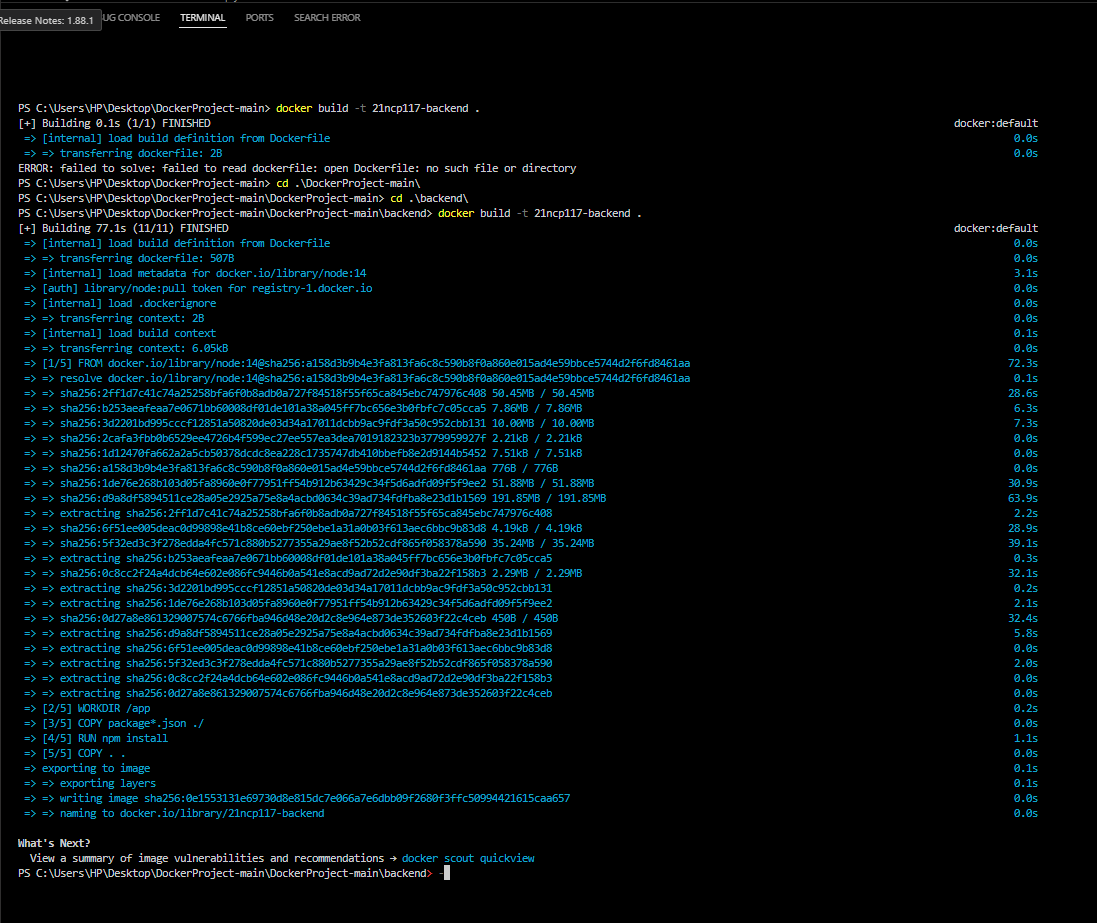 Release Notes: 1.88.1
UG CONSOLE TERMINAL PORTS SEARCH ERROR
PS C:\Users\HP\Desktop\DockerProject-main> docker build -t 21ncp117-backend .
[+] Building 0.1s (1/1) FINISHED docker:default
=> [internal] load build definition from Dockerfile 0.0s
=> => transferring dockerfile: 2B 0.0s
ERROR: failed to solve: failed to read dockerfile: open Dockerfile: no such file or directory
PS C:\Users\HP\Desktop\DockerProject-main> cd .\DockerProject-main\
PS C:\Users\HP\Desktop\DockerProject-main\DockerProject-main> cd .\backend\
PS C:\Users\HP\Desktop\DockerProject-main\DockerProject-main\backend> docker build -t 21ncp117-backend .
[+] Building 77.1s (11/11) FINISHED docker:default
=> [internal] load build definition from Dockerfile 0.0s
=> => transferring dockerfile: 507B 0.0s
=> [internal] load metadata for docker.io/library/node:14 3.1s
=> [auth] library/node:pull token for registry-1.docker.io 0.0s
=> [internal] load .dockerignore 0.0s
=> => transferring context: 2B 0.0s
=> [internal] load build context 0.1s
=> => transferring context: 6.05kB 0.0s
=> [1/5] FROM docker.io/library/node:14@sha256:a158d3b9b4e3fa813fa6c8c590b8f0a860e015ad4e59bbce5744d2f6fd8461aa 72.3s
=> => resolve docker.io/library/node:14@sha256:a158d3b9b4e3fa813fa6c8c590b8f0a860e015ad4e59bbce5744d2f6fd8461aa 0.1s
=> => sha256:2ff1d7c41c74a25258bfa6f0b8adb0a727f84518f55f65ca845ebc747976c408 50.45MB / 50.45MB 28.6s
=> => sha256:b253aeafeaa7e0671bb60008df01de101a38a045ff7bc656e3b0fbfc7c05cca5 7.86MB / 7.86MB 6.3s
=> => sha256:3d2201bd995cccf12851a50820de03d34a17011dcbb9ac9fdf3a50c952cbb131 10.00MB / 10.00MB 7.3s
=> => sha256:2cafa3fbb0b6529ee4726b4f599ec27ee557ea3dea7019182323b3779959927f 2.21kB / 2.21kB 0.0s
=> => sha256:1d12470fa662a2a5cb50378dcdc8ea228c1735747db410bbefb8e2d9144b5452 7.51kB / 7.51kB 0.0s
=> => sha256:a158d3b9b4e3fa813fa6c8c590b8f0a860e015ad4e59bbce5744d2f6fd8461aa 776B / 776B 0.0s
=> => sha256:1de76e268b103d05fa8960e0f77951ff54b912b63429c34f5d6adfd09f5f9ee2 51.88MB / 51.88MB 30.9s
=> => sha256:d9a8df5894511ce28a05e2925a75e8a4acbd0634c39ad734fdfba8e23d1b1569 191.85MB / 191.85MB 63.9s
=> => extracting sha256:2ff1d7c41c74a25258bfa6f0b8adb0a727f84518f55f65ca845ebc747976c408 2.2s
=> => sha256:6f51ee005deac0d99898e41b8ce60ebf250ebe1a31a0b03f613aec6bbc9b83d8 4.19kB / 4.19kB 28.9s
=> => sha256:5f32ed3c3f278edda4fc571c880b5277355a29ae8f52b52cdf865f058378a590 35.24MB / 35.24MB 39.1s
=> => extracting sha256:b253aeafeaa7e0671bb60008df01de101a38a045ff7bc656e3b0fbfc7c05cca5 0.3s
=> => sha256:0c8cc2f24a4dcb64e602e086fc9446b0a541e8acd9ad72d2e90df3ba22f158b3 2.29MB / 2.29MB 32.1s
=> => extracting sha256:3d2201bd995cccf12851a50820de03d34a17011dcbb9ac9fdf3a50c952cbb131 0.2s
=> => extracting sha256:1de76e268b103d05fa8960e0f77951ff54b912b63429c34f5d6adfd09f5f9ee2 2.1s
=> => sha256:0d27a8e861329007574c6766fba946d48e20d2c8e964e873de352603f22c4ceb 450B / 450B 32.4s
=> => extracting sha256:d9a8df5894511ce28a05e2925a75e8a4acbd0634c39ad734fdfba8e23d1b1569 5.8s
=> => extracting sha256:6f51ee005deac0d99898e41b8ce60ebf250ebe1a31a0b03f613aec6bbc9b83d8 0.0s
=> => extracting sha256:5f32ed3c3f278edda4fc571c880b5277355a29ae8f52b52cdf865f058378a590 2.0s
=> => extracting sha256:0c8cc2f24a4dcb64e602e086fc9446b0a541e8acd9ad72d2e90df3ba22f158b3 0.0s
=> => extracting sha256:0d27a8e861329007574c6766fba946d48e20d2c8e964e873de352603f22c4ceb 0.0s
=> [2/5] WORKDIR /app 0.2s
=> [3/5] COPY package*.json ./ 0.0s
=> [4/5] RUN npm install 1.1s
=> [5/5] COPY . . 0.0s
=> exporting to image 0.1s
=> => exporting layers 0.1s
=> => writing image sha256:0e1553131e69730d8e815dc7e066a7e6dbb09f2680f3ffc50994421615caa657 0.0s
=> => naming to docker.io/library/21ncp117-backend 0.0s
What's Next?
View a summary of image vulnerabilities and recommendations → docker scout quickview
PS C:\Users\HP\Desktop\DockerProject-main\DockerProject-main\backend> -